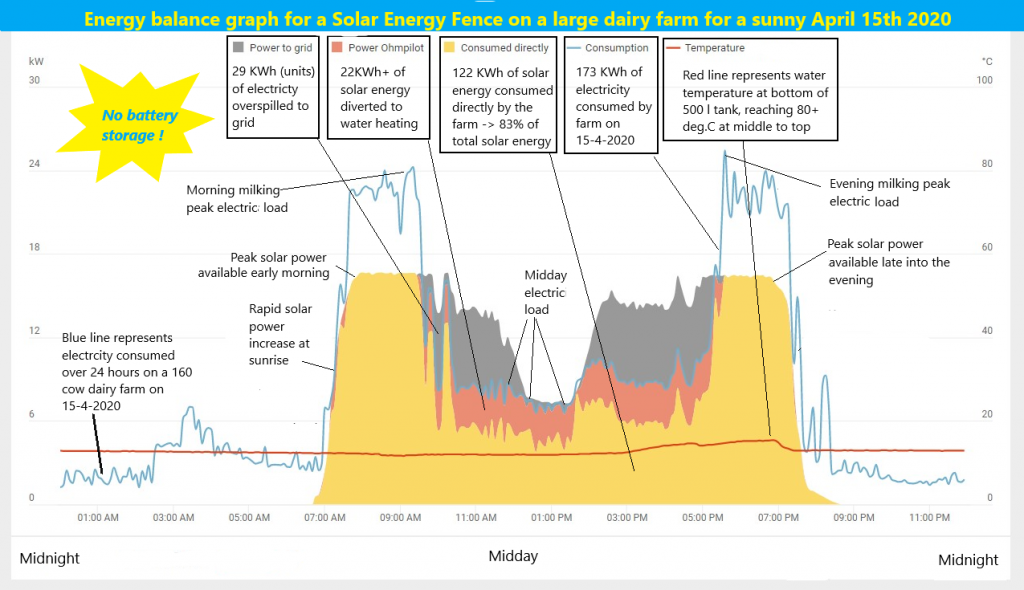 Energy balance graph for a Solar Energy Fence on a large dairy farm for a sunny April 15th 2020
Power to grid
29 KWh (units)
of electricty
overspilled to
grid
Power Ohmpilot
22KWh+ of
solar energy
diverted to
water heating
Consumed directly
122 KWh of solar
energy consumed
directly by the
farm -> 83% of
total solar energy
Consumption
173 KWh of
electricity
consumed by
farm on
15-4-2020
Temperature
Red line represents water
temperature at bottom of
500 l tank, reaching 80+
deg.C at middle to top
kW
30
24
18
12
6
0
°C
100
80
60
40
20
0
No battery
storage !
Morning milking
peak electric load
Evening milking peak
electric load
Peak solar power
available early morning
Peak solar power
available late into the
evening
Midday
electric
load
Rapid solar
power
increase at
sunrise
Blue line represents
electrcity consumed
over 24 hours on a 160
cow dairy farm on
15-4-2020
01:00 AM 03:00 AM 05:00 AM 07:00 AM 09:00 AM 11:00 AM 01:00 PM 03:00 PM 05:00 PM 07:00 PM 09:00 PM 11:00 PM
Midnight Midday Midnight